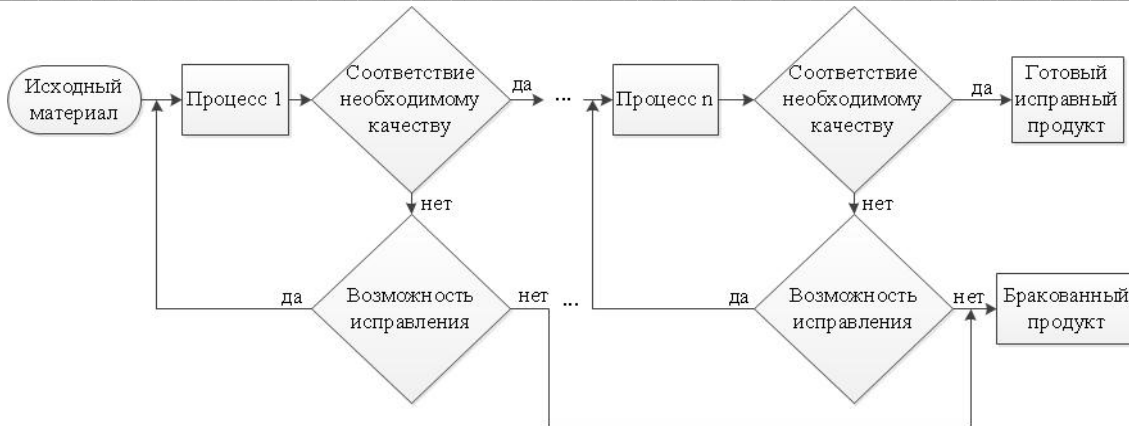 Исходный
материал
Процесс 1
Соответствие
необходимому
качеству
да
...
Процесс n
Соответствие
необходимому
качеству
да
Готовый
исправный
продукт
нет
нет
да
Возможность
исправления
нет
...
да
Возможность
исправления
нет
Бракованный
продукт